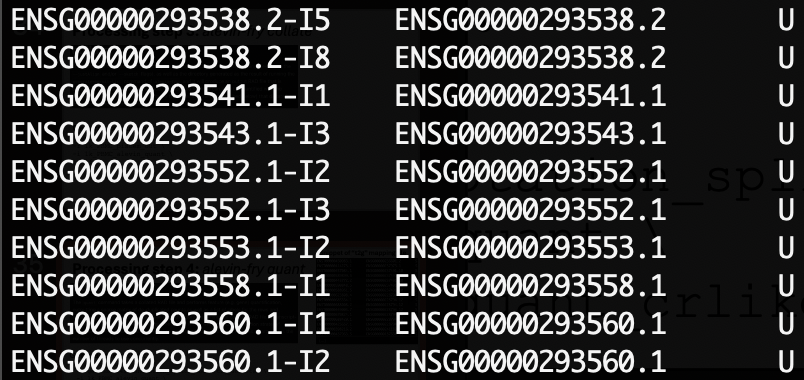 ENSG00000293538.2-I5 ENSG00000293538.2 U
ENSG00000293538.2-I8 ENSG00000293538.2 U
ENSG00000293541.1-I1 ENSG00000293541.1 U
ENSG00000293543.1-I3 ENSG00000293543.1 U
ENSG00000293552.1-I2 ENSG00000293552.1 U
ENSG00000293552.1-I3 ENSG00000293552.1 U
ENSG00000293553.1-I2 ENSG00000293553.1 U
ENSG00000293558.1-I1 ENSG00000293558.1 U
ENSG00000293560.1-I1 ENSG00000293560.1 U
ENSG00000293560.1-I2 ENSG00000293560.1 U